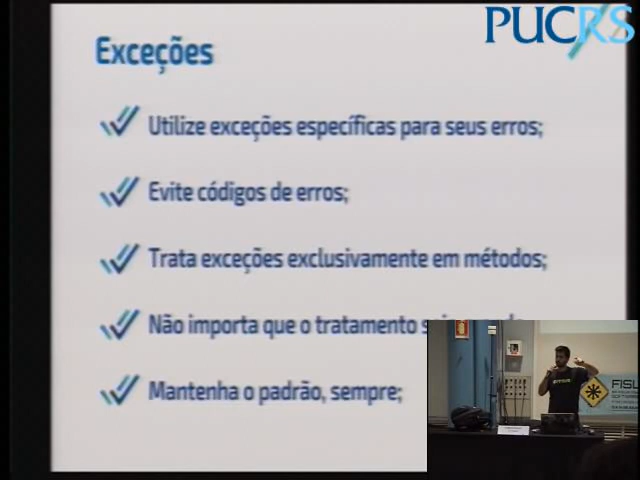 PUCRS
Exceções
Utilize exceções específicas para seus erros;
Evite códigos de erros;
Trata exceções exclusivamente em métodos;
Não importa que o tratamento
Mantenha o padrão, sempre;
FISL